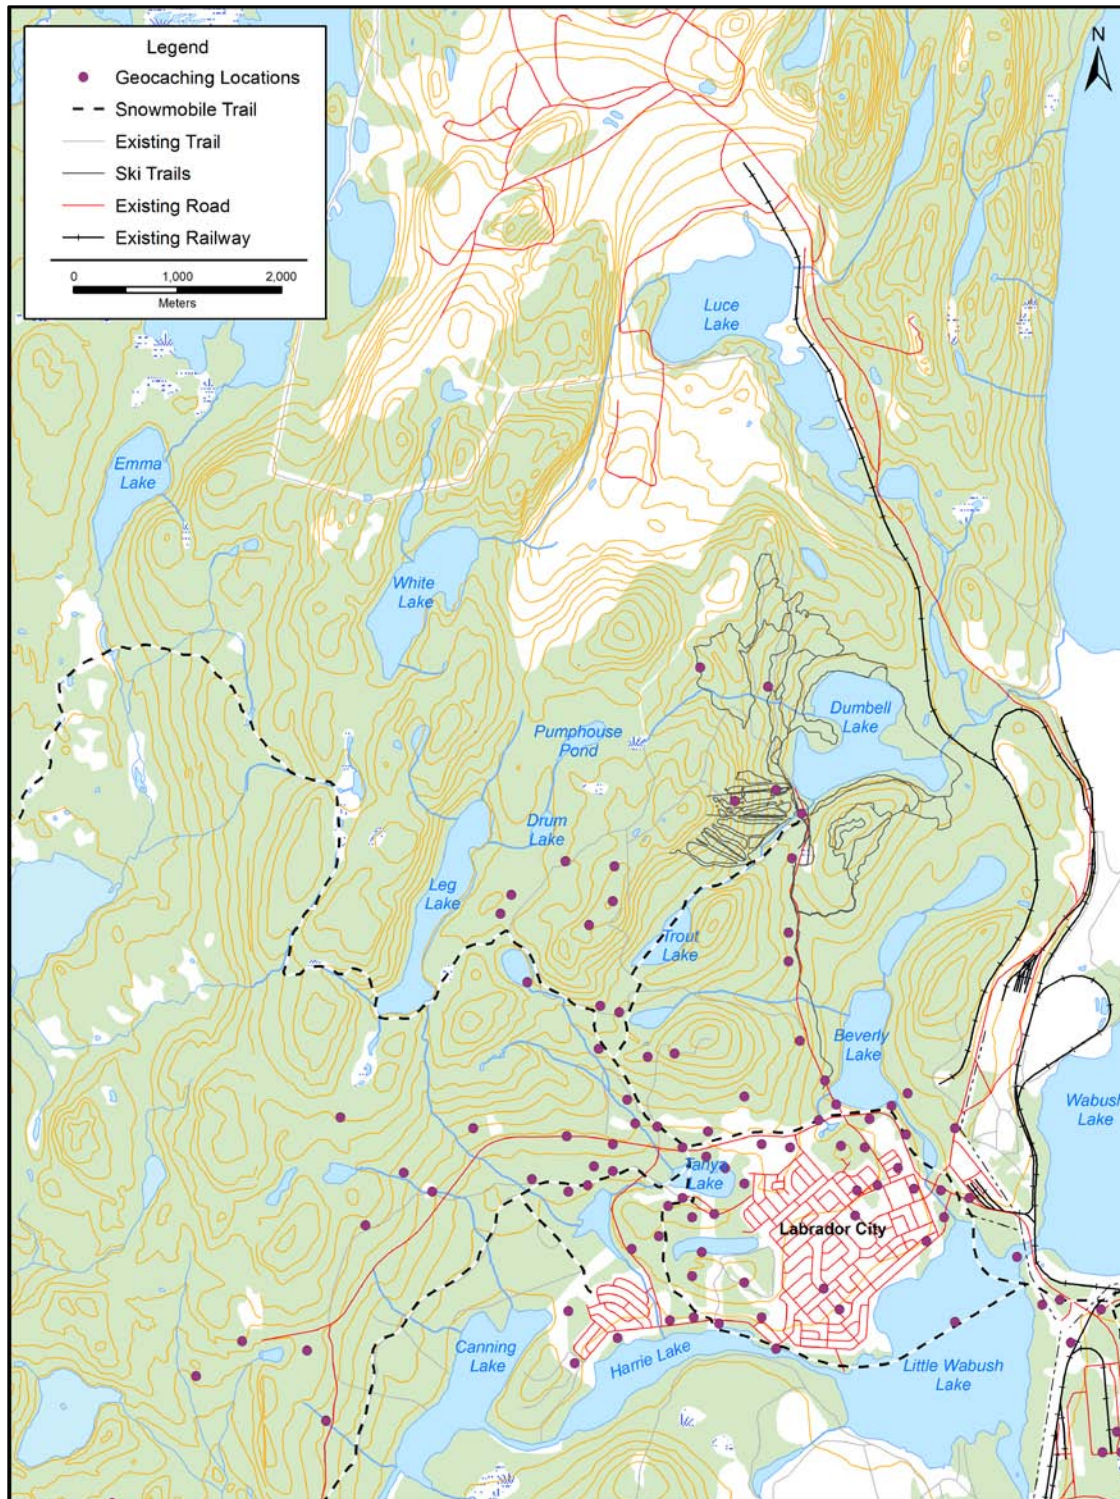 Legend
Geocaching Locations
Snowmobile Trail
Existing Trail
Ski Trails
Existing Road
Existing Railway
0 1,000 2,000
Meters
N
Luce
Lake
Emma
Lake
White
Lake
Dumbell
Lake
Pumphouse
Pond
Drum
Lake
Leg
Lake
Trout
Lake
Beverly
Lake
Wabush
Lake
Tanya
Lake
Labrador City
Canning
Lake
Harrie Lake
Little Wabush
Lake